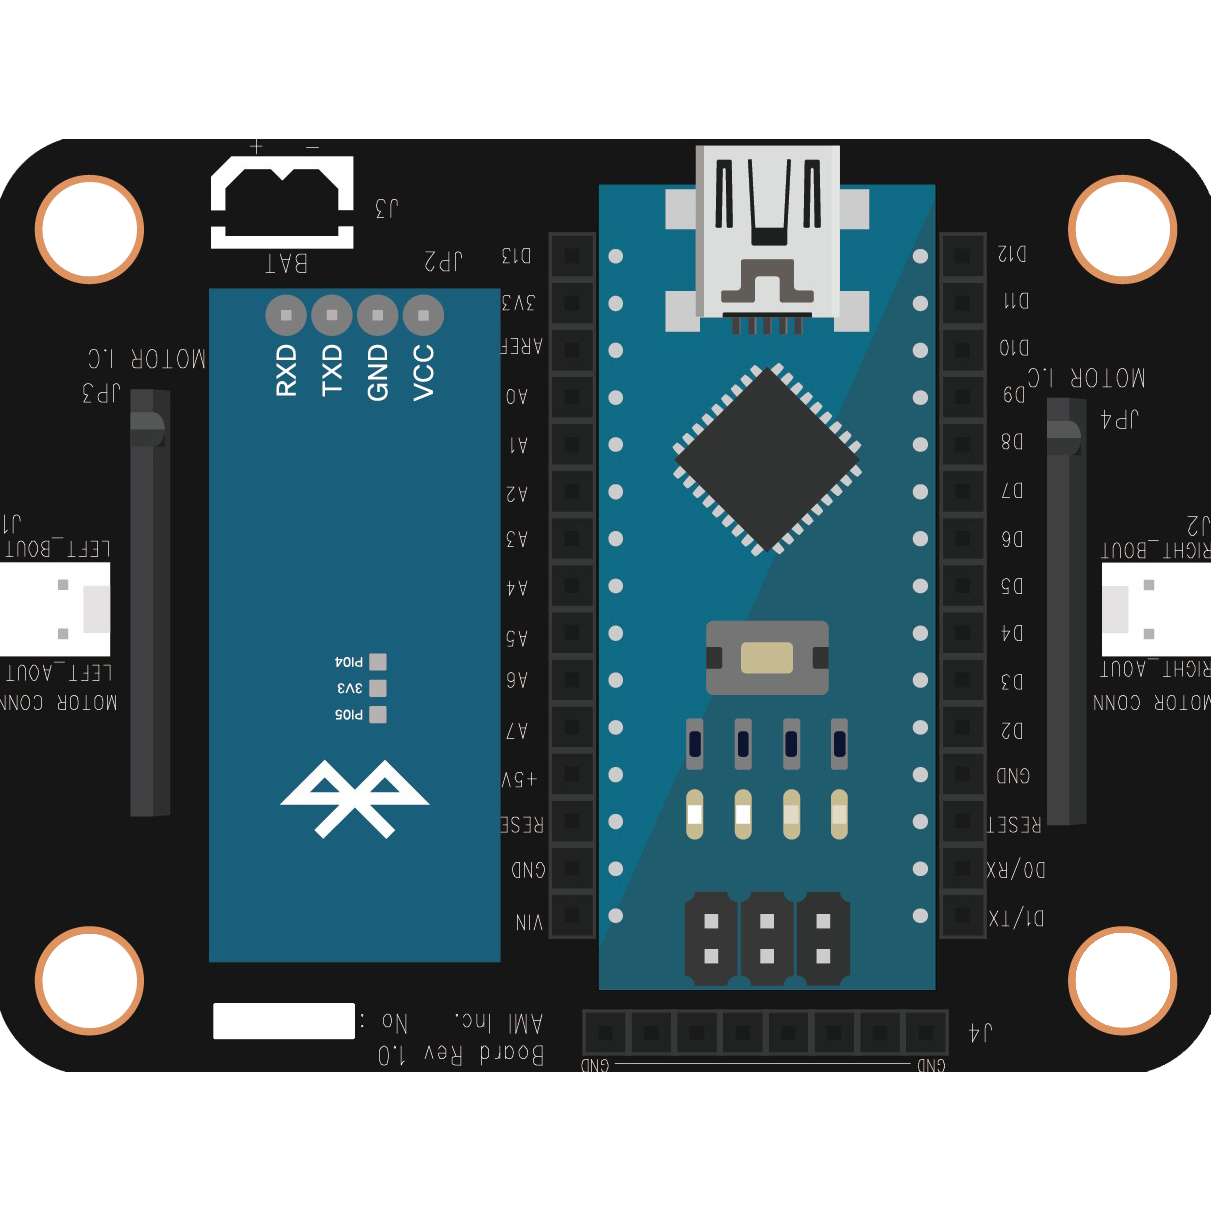 + −
J3
BAT
JP2
RXD
TXD
GND
VCC
MOTOR I.C
JP3
J1
LEFT_BOUT
LEFT_AOUT
MOTOR CONN
PIO4
3V3
PIO5
D13
3V3
AREF
A0
A1
A2
A3
A4
A5
A6
A7
+5V
RESE
GND
VIN
D12
D11
D10
D9
D8
D7
D6
D5
D4
D3
D2
GND
RESET
D0/RX
D1/TX
MOTOR I.C
JP4
J2
RIGHT_BOUT
RIGHT_AOUT
MOTOR CONN
AMI Inc. No :
Board Rev 1.0
J4
GND
GND